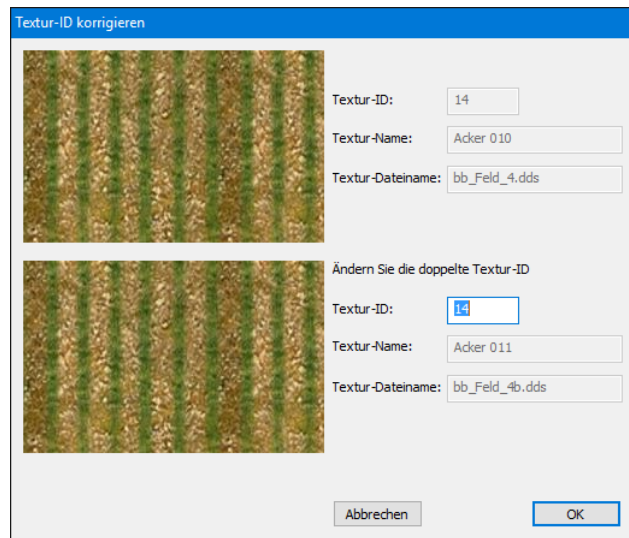 Textur-ID korrigieren
Textur-ID: 14
Textur-Name: Acker 010
Textur-Dateiname: bb_Feld_4.dds
Ändern Sie die doppelte Textur-ID
Textur-ID: 14
Textur-Name: Acker 011
Textur-Dateiname: bb_Feld_4b.dds
Abbrechen OK